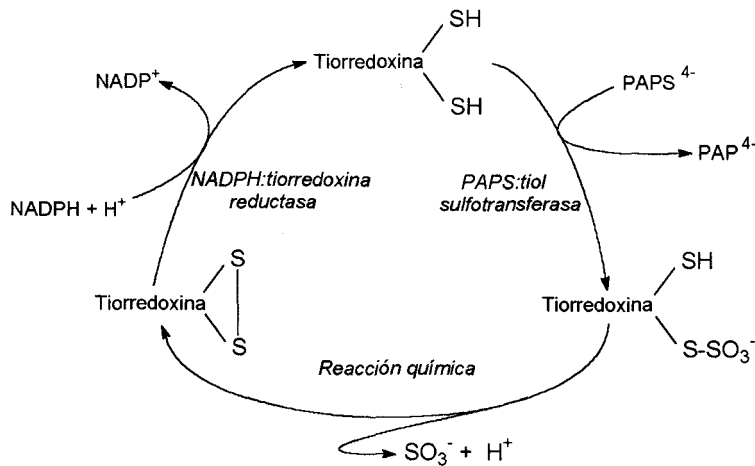 SH
Tiorredoxina
SH
NADP⁺
PAPS ⁴⁻
PAP ⁴⁻
NADPH + H⁺
NADPH:tiorredoxina
reductasa
PAPS:tiol
sulfotransferasa
S
Tiorredoxina
S
SH
Tiorredoxina
S-SO₃⁻
Reacción química
SO₃⁻ + H⁺